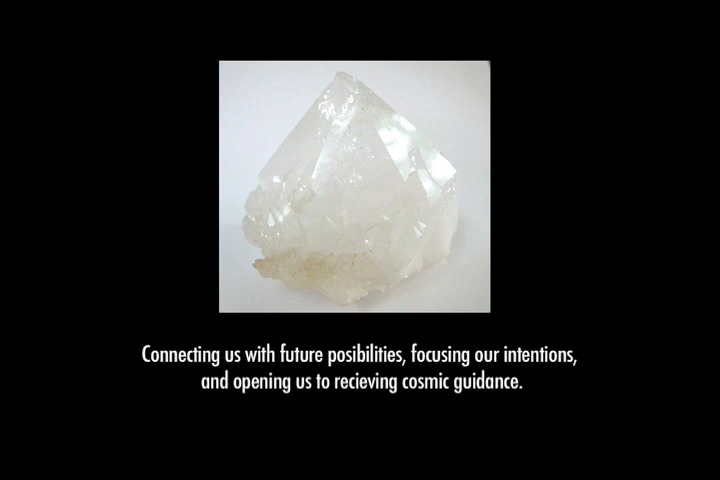 Connecting us with future posibilities, focusing our intentions,
and opening us to recieving cosmic guidance.